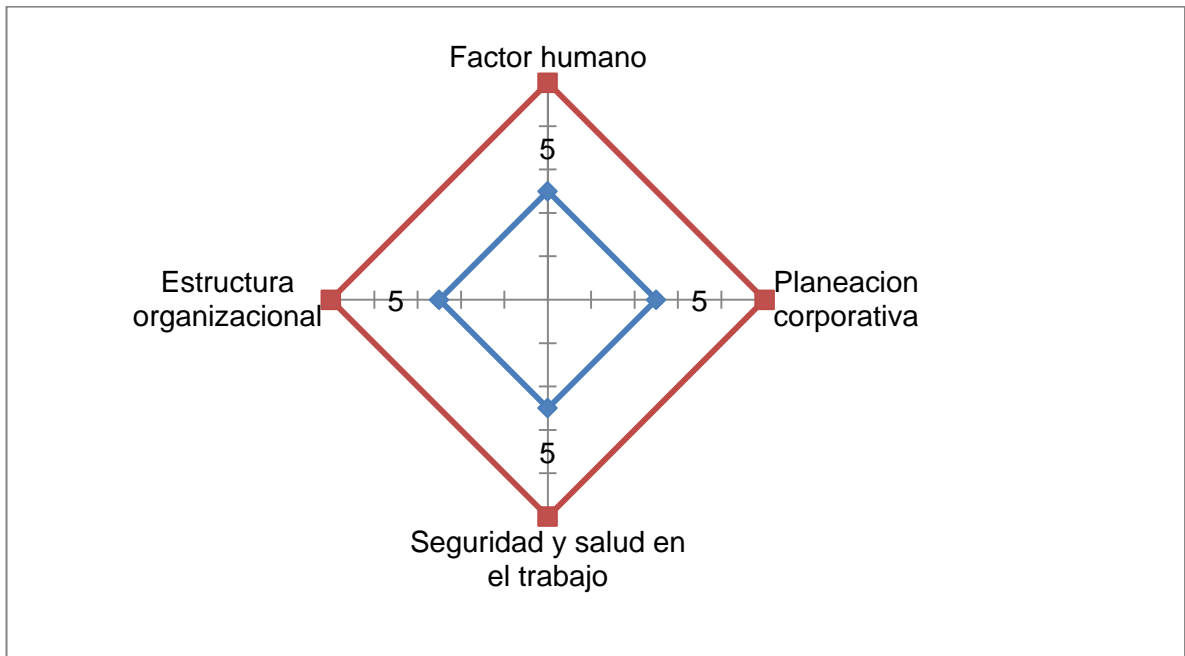 Factor humano
5
Estructura
organizacional
5
5
Planeacion
corporativa
5
Seguridad y salud en
el trabajo